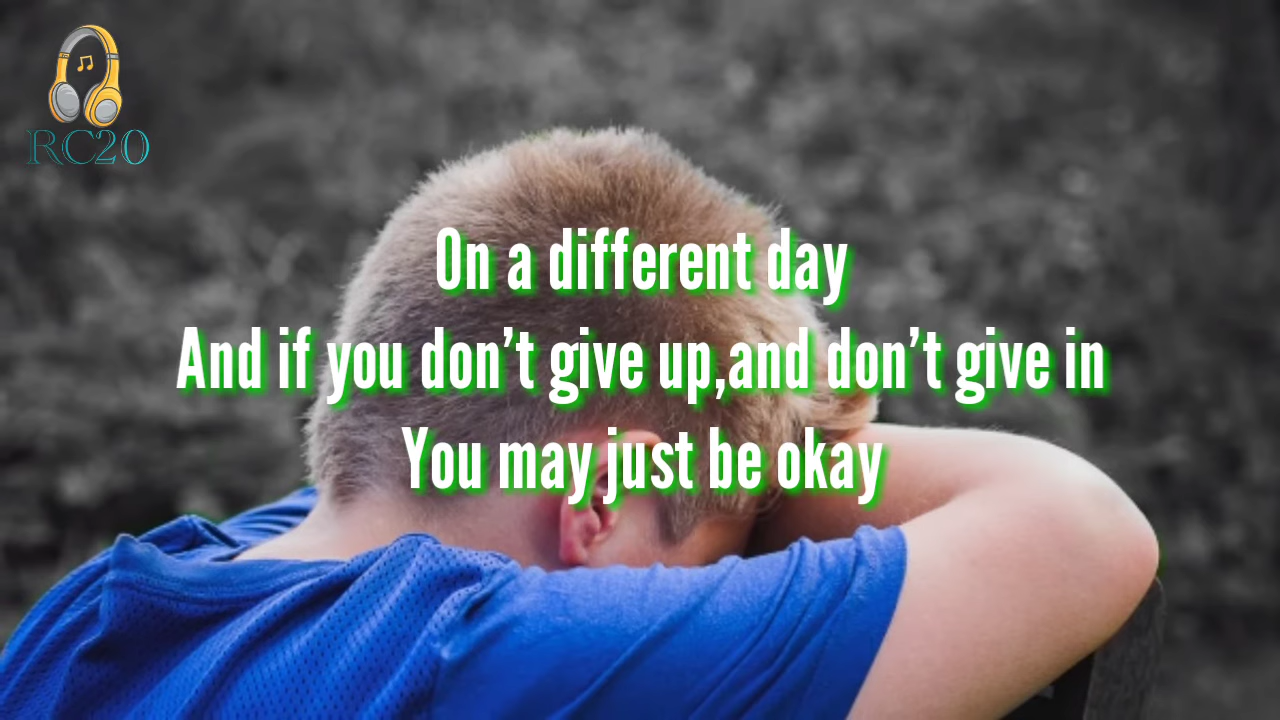 RC20
On a different day
And if you don’t give up,and don’t give in
You may just be okay